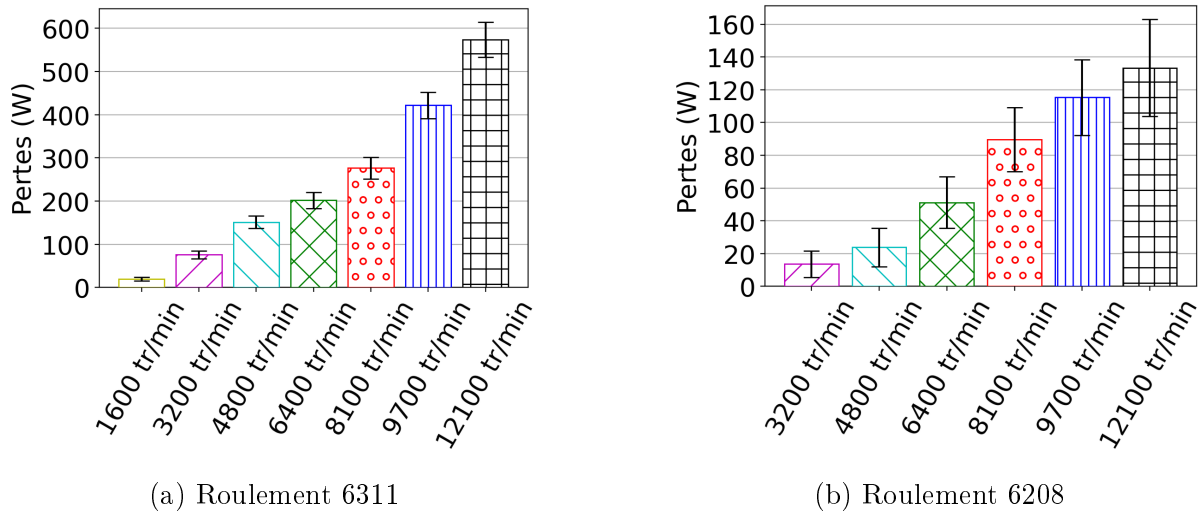 Pertes (W)
600
500
400
300
200
100
0
1600 tr/min
3200 tr/min
4800 tr/min
6400 tr/min
8100 tr/min
9700 tr/min
12100 tr/min
(a) Roulement 6311
Pertes (W)
160
140
120
100
80
60
40
20
0
3200 tr/min
4800 tr/min
6400 tr/min
8100 tr/min
9700 tr/min
12100 tr/min
(b) Roulement 6208